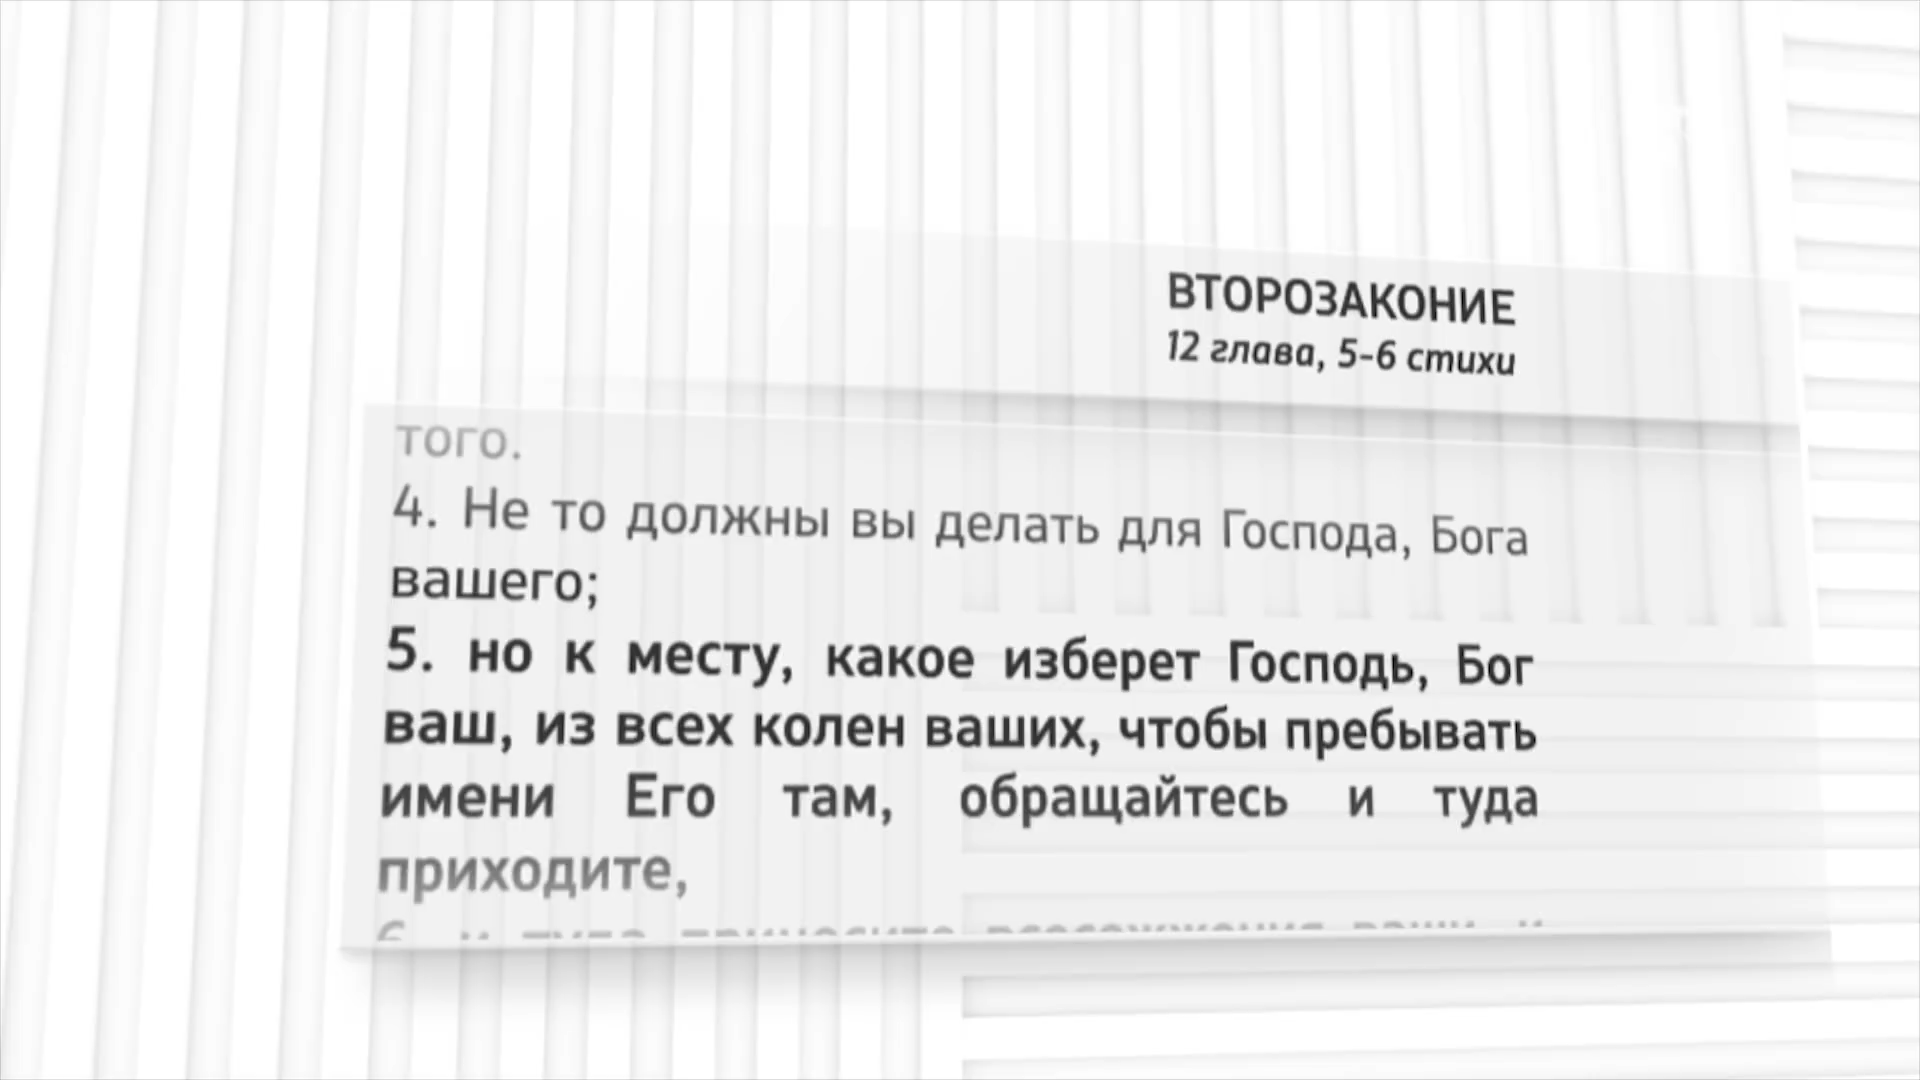 ВТОРОЗАКОНИЕ
12 глава, 5-6 стихи
того.
4. Не то должны вы делать для Господа, Бога
вашего;
5. но к месту, какое изберет Господь, Бог
ваш, из всех колен ваших, чтобы пребывать
имени Его там, обращайтесь и туда
приходите,